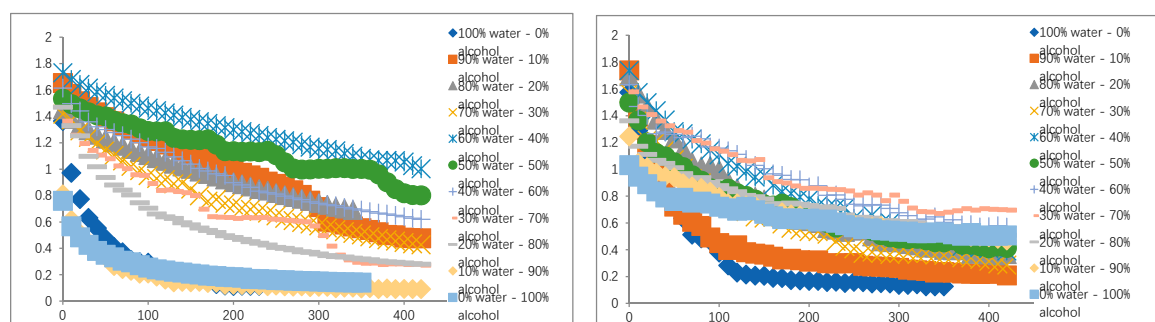 2
1.8
1.6
1.4
1.2
1
0.8
0.6
0.4
0.2
0
0 100 200 300 400
100% water - 0%
alcohol
90% water - 10%
alcohol
80% water - 20%
alcohol
70% water - 30%
alcohol
60% water - 40%
alcohol
50% water - 50%
alcohol
40% water - 60%
alcohol
30% water - 70%
alcohol
20% water - 80%
alcohol
10% water - 90%
alcohol
0% water - 100%
alcohol
2
1.8
1.6
1.4
1.2
1
0.8
0.6
0.4
0.2
0
0 100 200 300 400
100% water - 0%
alcohol
90% water - 10%
alcohol
80% water - 20%
alcohol
70% water - 30%
alcohol
60% water - 40%
alcohol
50% water - 50%
alcohol
40% water - 60%
alcohol
30% water - 70%
alcohol
20% water - 80%
alcohol
10% water - 90%
alcohol
0% water - 100%
alcohol